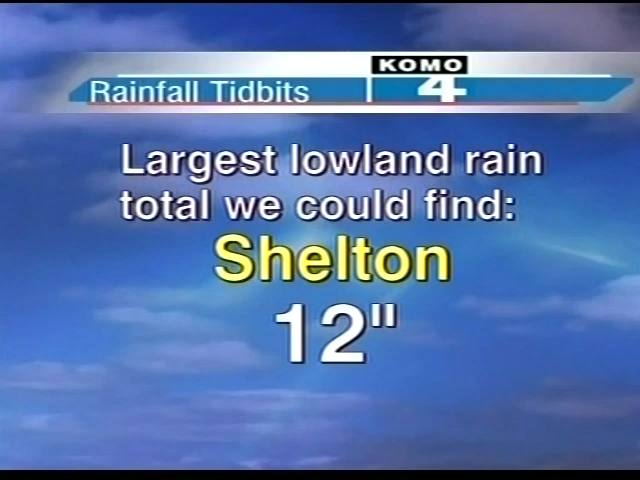 KOMO
Rainfall Tidbits 4
Largest lowland rain
total we could find:
Shelton
12"